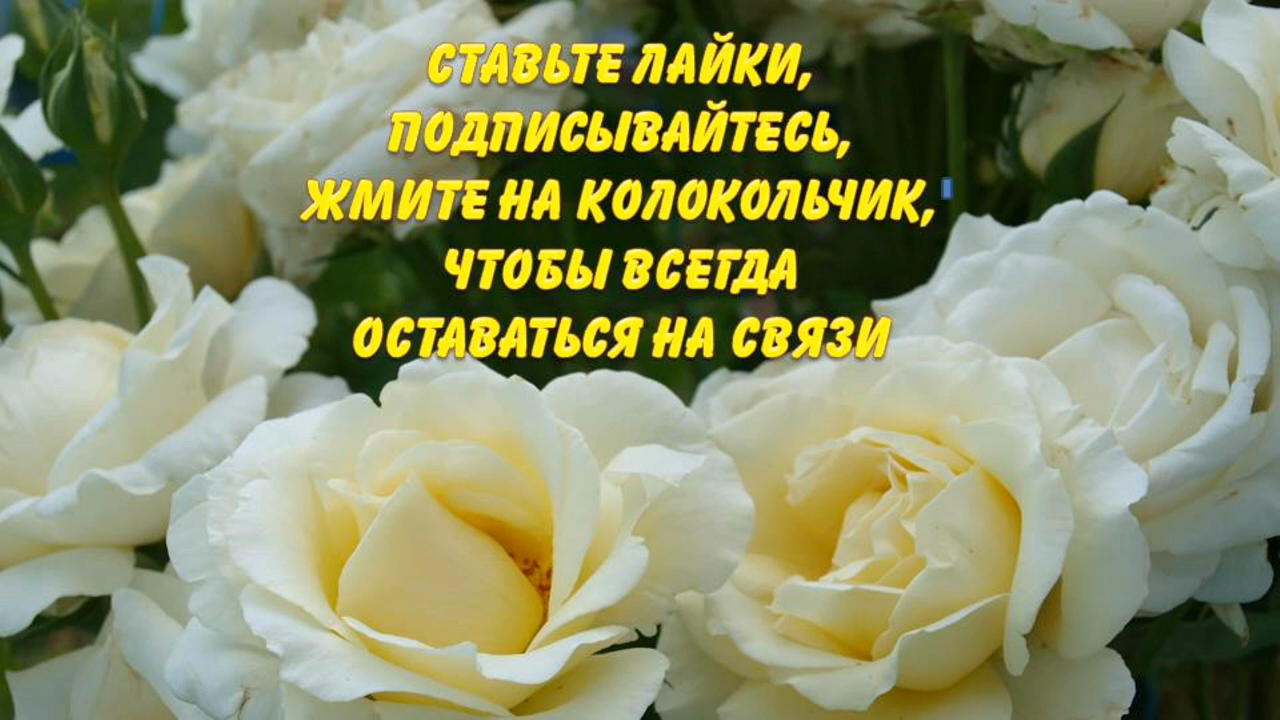 СТАВЬТЕ ЛАЙКИ,
ПОДПИСЫВАЙТЕСЬ,
ЖМИТЕ НА КОЛОКОЛЬЧИК,
ЧТОБЫ ВСЕГДА
ОСТАВАТЬСЯ НА СВЯЗИ